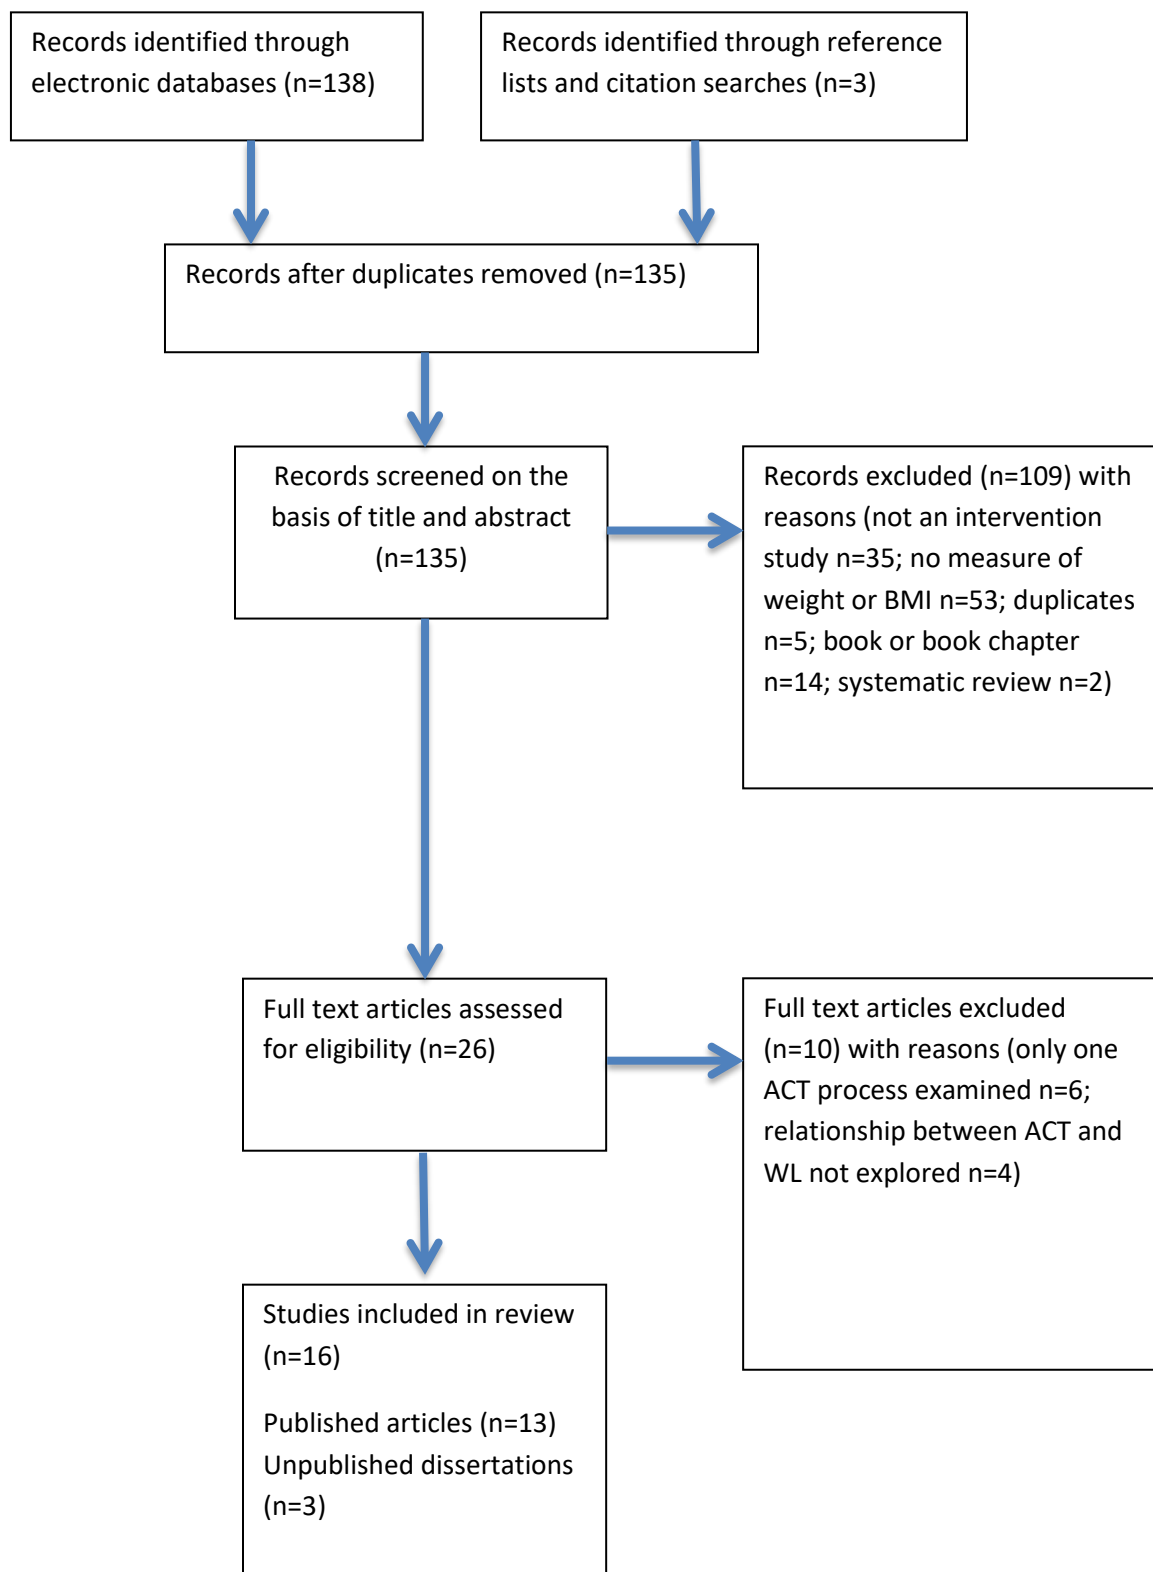 Records identified through
electronic databases (n=138)
Records identified through reference
lists and citation searches (n=3)
Records after duplicates removed (n=135)
Records screened on the
basis of title and abstract
(n=135)
Records excluded (n=109) with
reasons (not an intervention
study n=35; no measure of
weight or BMI n=53; duplicates
n=5; book or book chapter
n=14; systematic review n=2)
Full text articles assessed
for eligibility (n=26)
Full text articles excluded
(n=10) with reasons (only one
ACT process examined n=6;
relationship between ACT and
WL not explored n=4)
Studies included in review
(n=16)
Published articles (n=13)
Unpublished dissertations
(n=3)